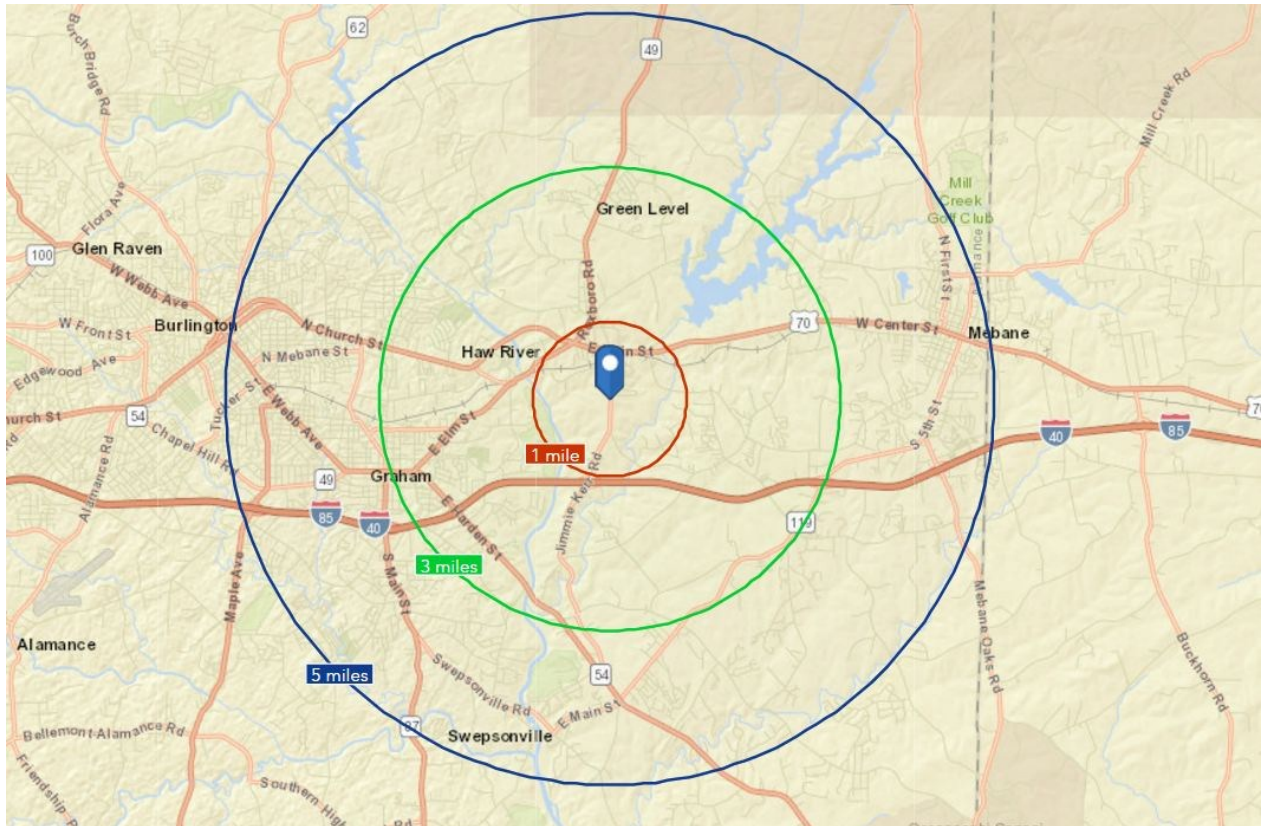 62
49
Burch Bridge Rd
Mill Creek Rd
Mill
Creek
Golf Club
Flora Ave
Green Level
Glen Raven
100
N First St
Alamance
W Webb Ave
Roxboro Rd
Burlington
W Front St
N Church St
70
W Center St
Mebane
N Mebane St
Haw River
Edgewood Ave
Tucker St
E Webb Ave
54
E Elm St
S 5th St
70
40
85
Chapel Hill Rd
1 mile
Graham
49
Alamance Rd
85
40
E Harden St
Jimmie Kerr Rd
119
3 miles
S Main St
Maple Ave
Mebane Oaks Rd
Alamance
5 miles
54
Swepsonville Rd
Buckhorn Rd
E Main St
87
Bellemont-Alamance Rd
Swepsonville
Friendship
Southern High